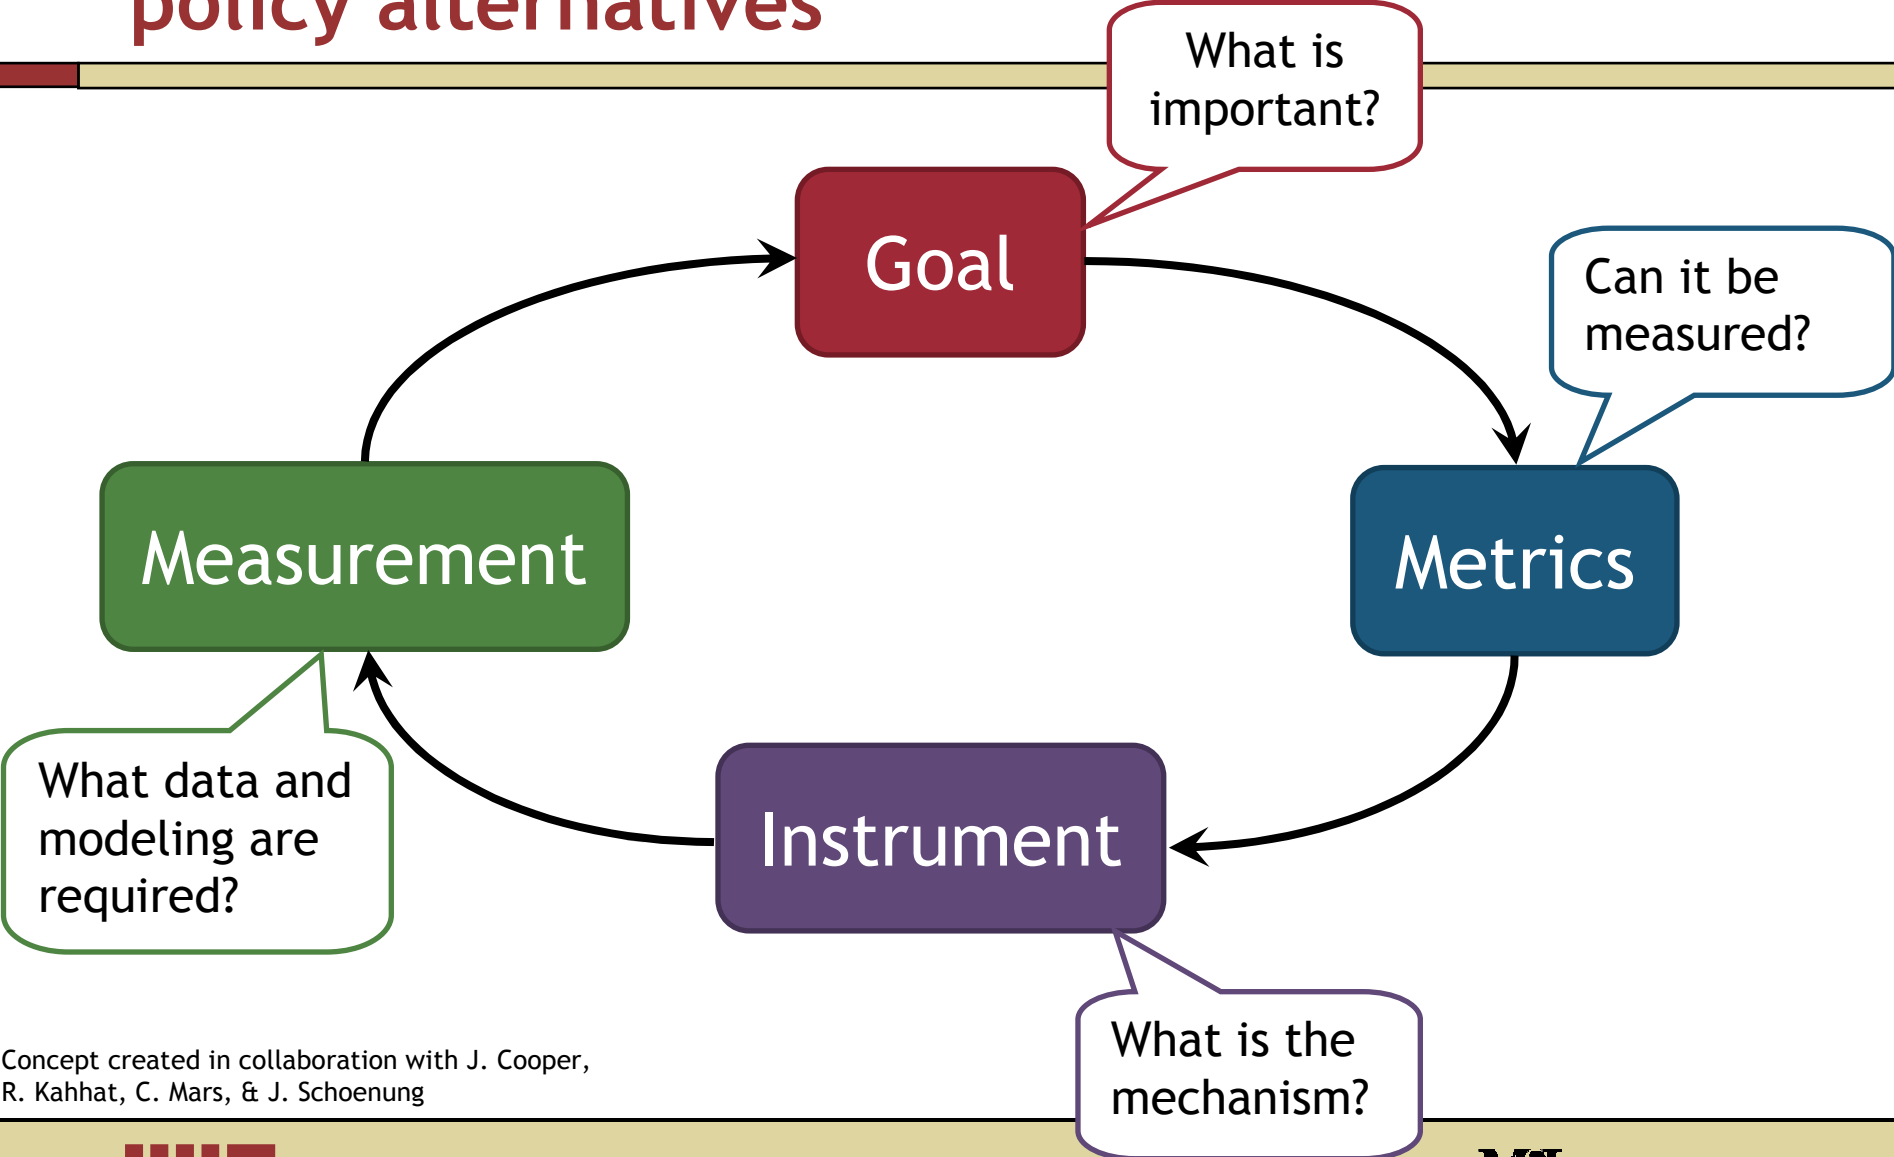 policy alternatives
What is
important?
Goal
Can it be
measured?
Measurement
Metrics
What data and
modeling are
required?
Instrument
What is the
mechanism?
Concept created in collaboration with J. Cooper,
R. Kahhat, C. Mars, & J. Schoenung